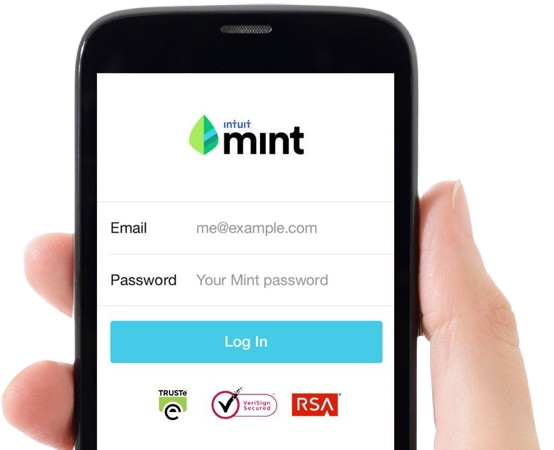 intuit
mint
Email me@example.com
Password Your Mint password
Log In
TRUSTe
VeriSign
Secured
RSA